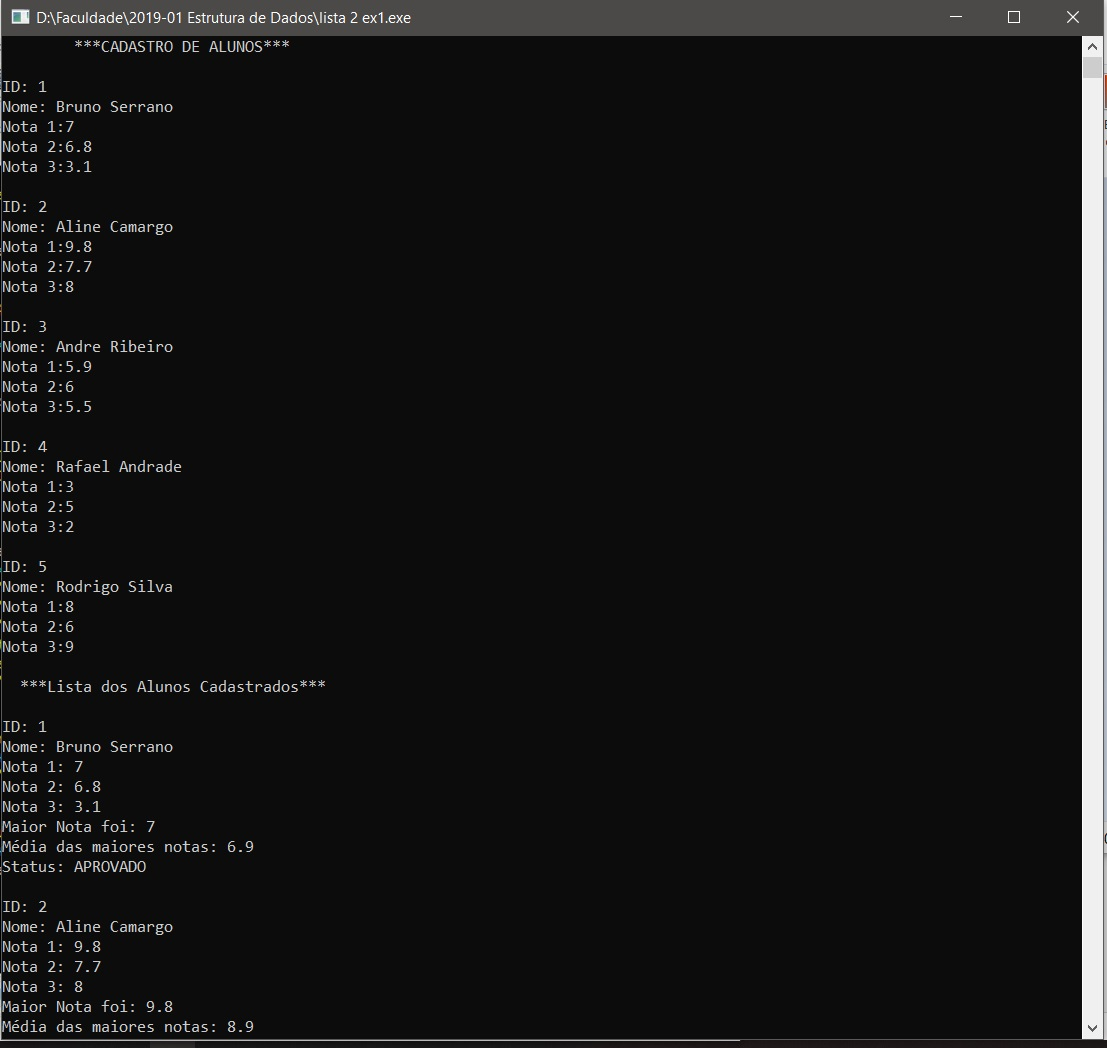 D:\Faculdade\2019-01 Estrutura de Dados\lista 2 ex1.exe
***CADASTRO DE ALUNOS***
ID: 1
Nome: Bruno Serrano
Nota 1:7
Nota 2:6.8
Nota 3:3.1
ID: 2
Nome: Aline Camargo
Nota 1:9.8
Nota 2:7.7
Nota 3:8
ID: 3
Nome: Andre Ribeiro
Nota 1:5.9
Nota 2:6
Nota 3:5.5
ID: 4
Nome: Rafael Andrade
Nota 1:3
Nota 2:5
Nota 3:2
ID: 5
Nome: Rodrigo Silva
Nota 1:8
Nota 2:6
Nota 3:9
***Lista dos Alunos Cadastrados***
ID: 1
Nome: Bruno Serrano
Nota 1: 7
Nota 2: 6.8
Nota 3: 3.1
Maior Nota foi: 7
Média das maiores notas: 6.9
Status: APROVADO
ID: 2
Nome: Aline Camargo
Nota 1: 9.8
Nota 2: 7.7
Nota 3: 8
Maior Nota foi: 9.8
Média das maiores notas: 8.9